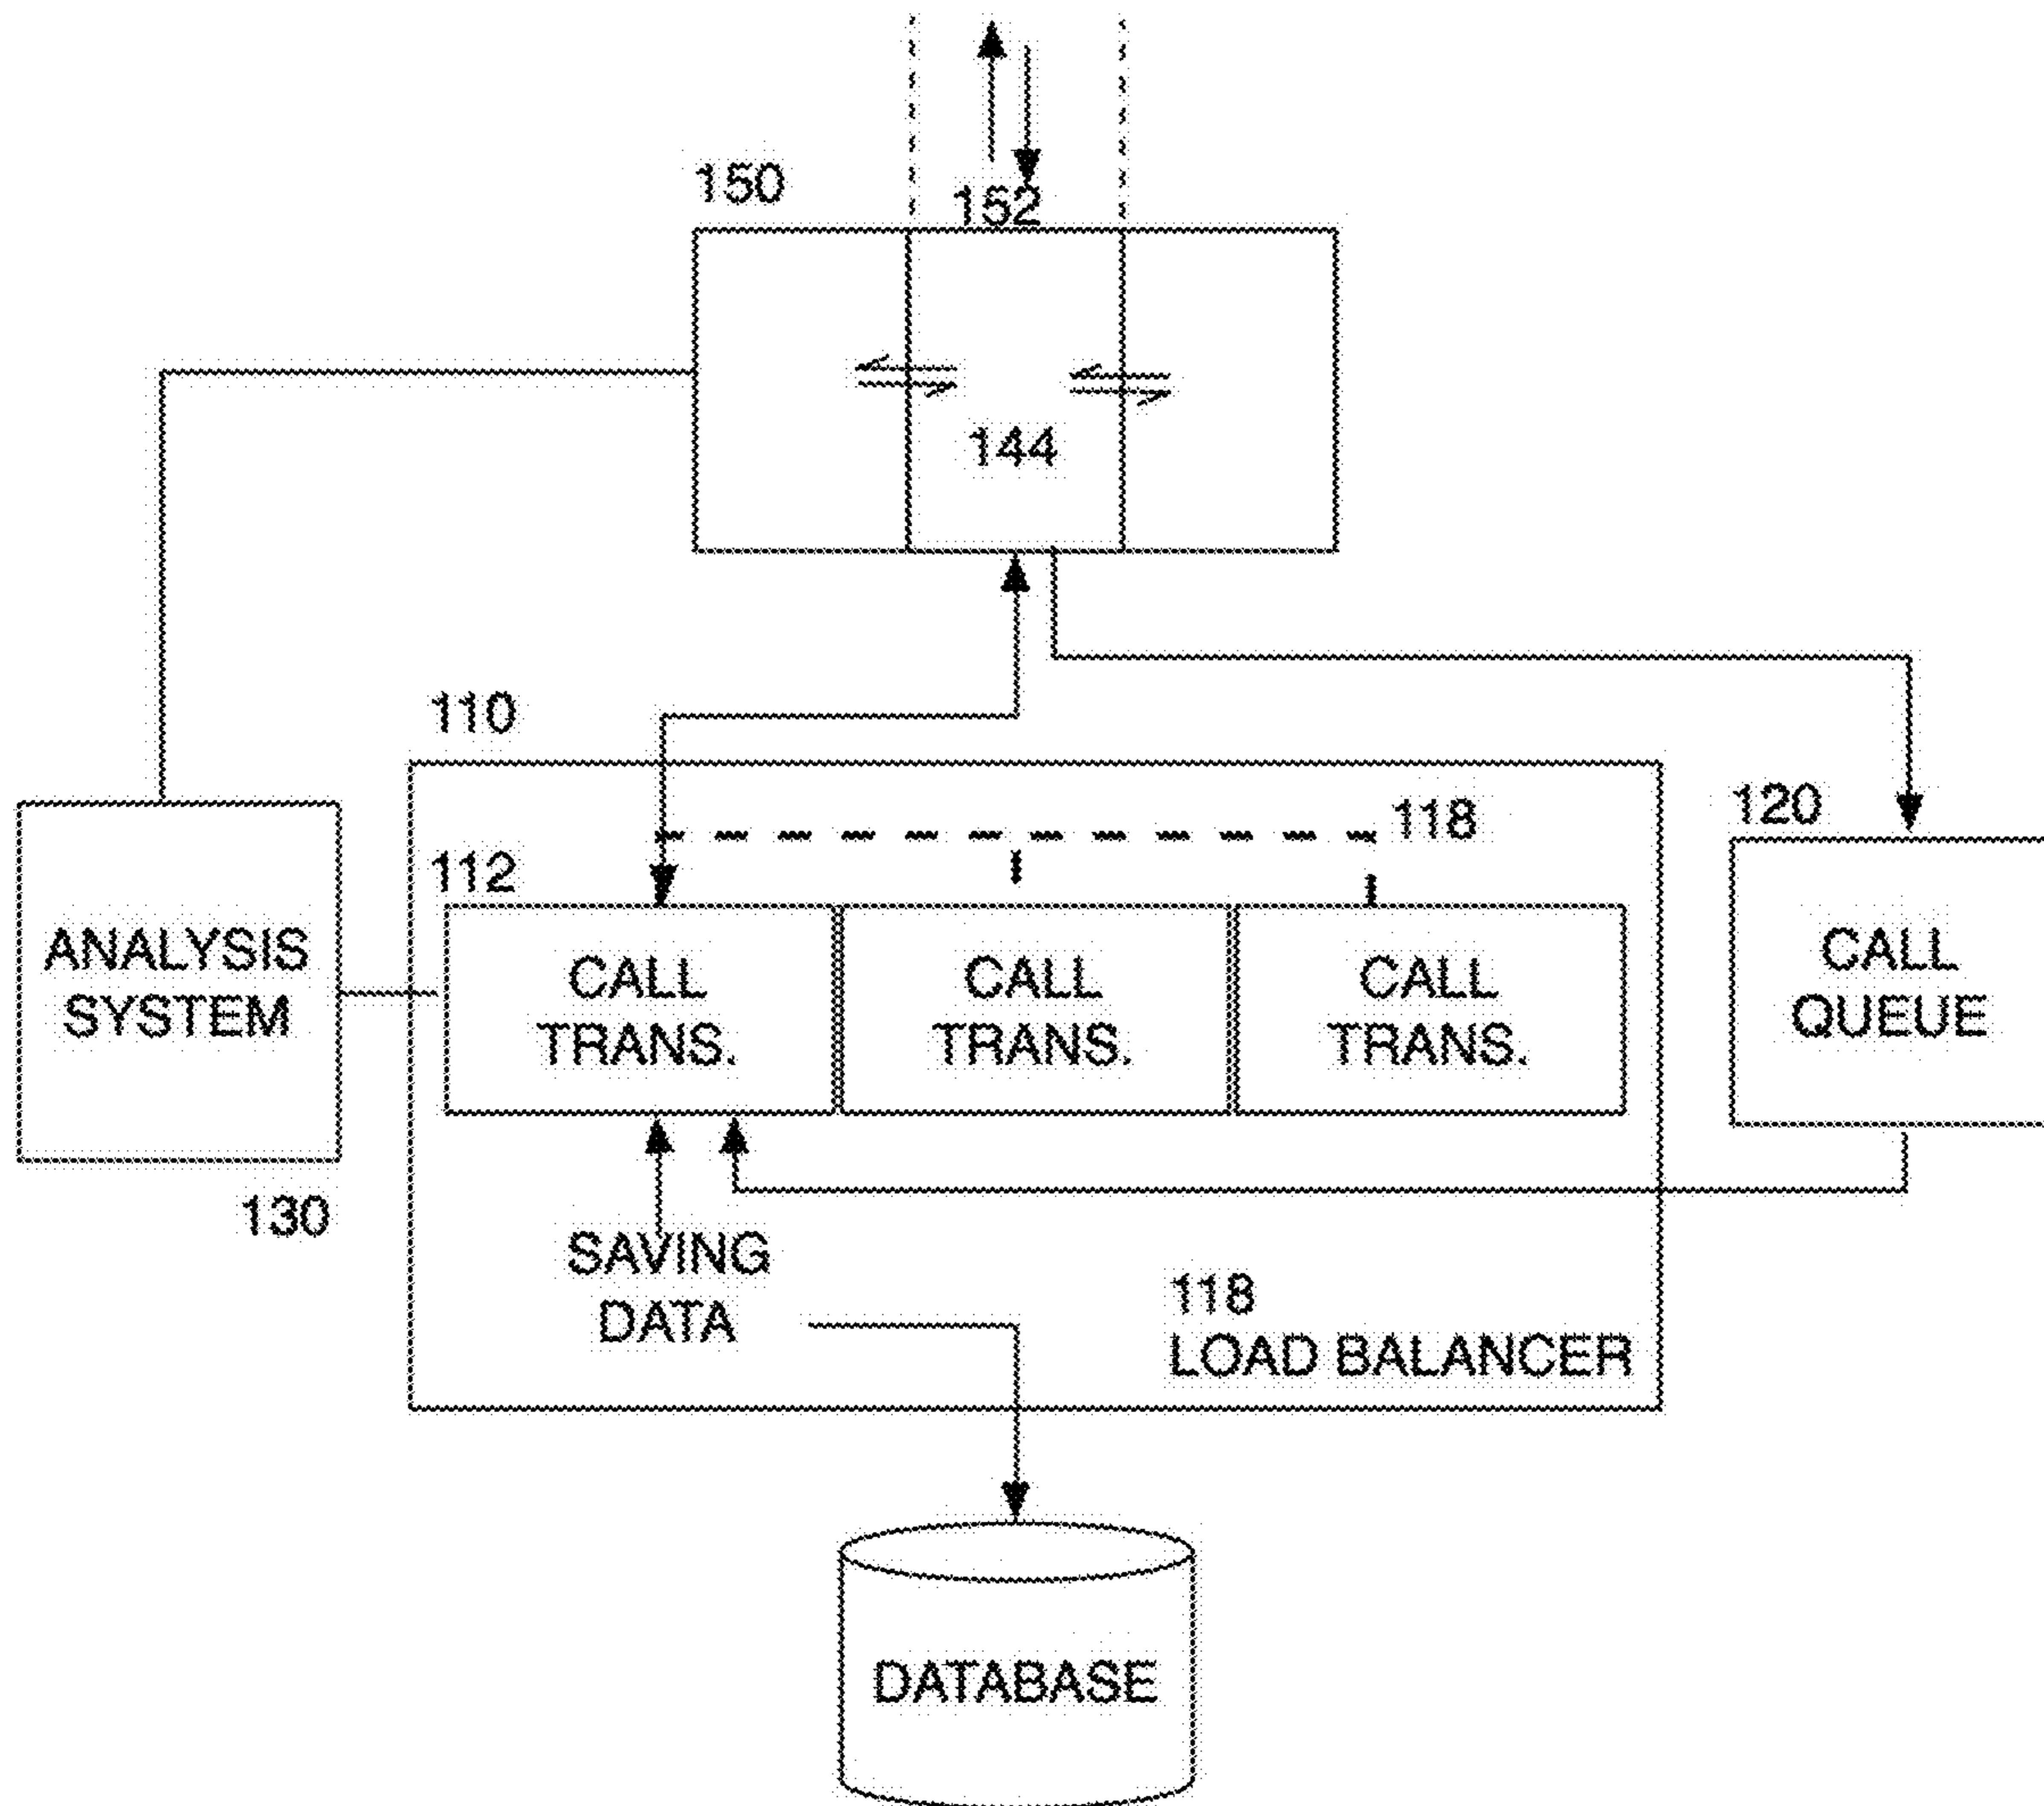 150
152
144
110
118
120
112
ANALYSIS
SYSTEM
CALL
TRANS.
CALL
TRANS.
CALL
TRANS.
CALL
QUEUE
130
SAVING
DATA
118
LOAD BALANCER
DATABASE